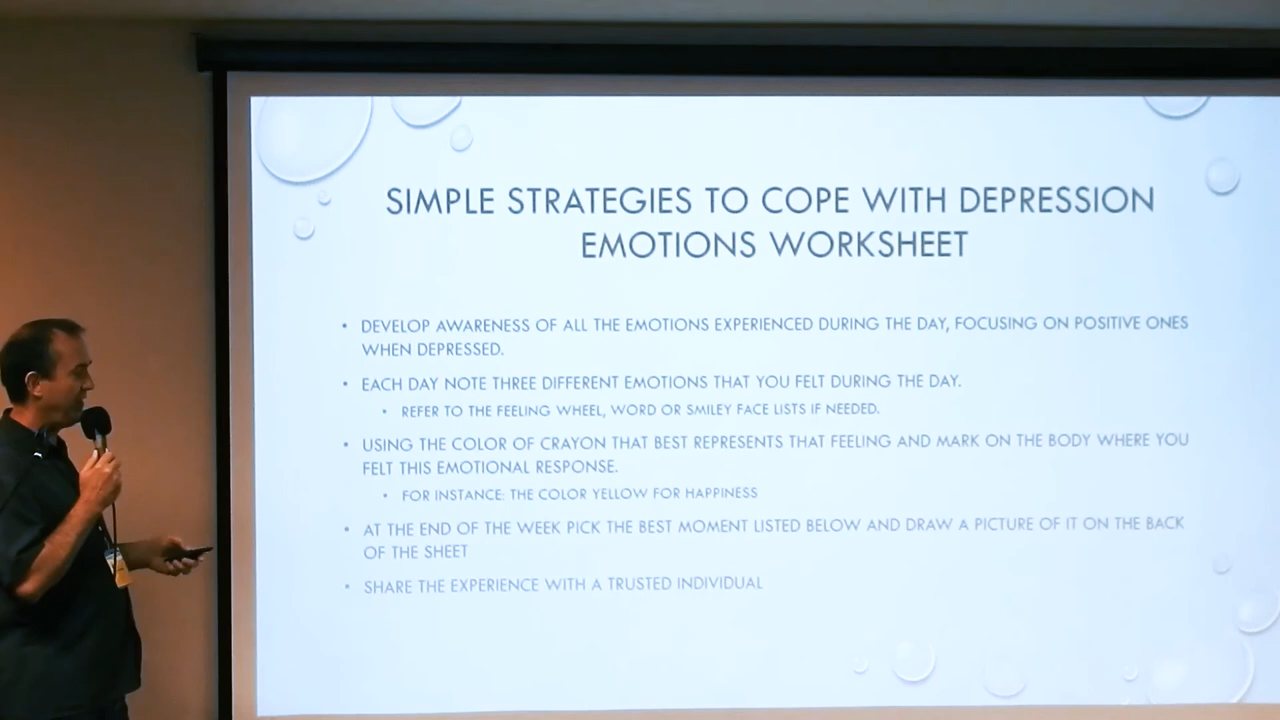 SIMPLE STRATEGIES TO COPE WITH DEPRESSION
EMOTIONS WORKSHEET
• DEVELOP AWARENESS OF ALL THE EMOTIONS EXPERIENCED DURING THE DAY, FOCUSING ON POSITIVE ONES
WHEN DEPRESSED.
• EACH DAY NOTE THREE DIFFERENT EMOTIONS THAT YOU FELT DURING THE DAY.
• REFER TO THE FEELING WHEEL, WORD OR SMILEY FACE LISTS IF NEEDED.
• USING THE COLOR OF CRAYON THAT BEST REPRESENTS THAT FEELING AND MARK ON THE BODY WHERE YOU
FELT THIS EMOTIONAL RESPONSE.
• FOR INSTANCE: THE COLOR YELLOW FOR HAPPINESS
• AT THE END OF THE WEEK PICK THE BEST MOMENT LISTED BELOW AND DRAW A PICTURE OF IT ON THE BACK
OF THE SHEET
• SHARE THE EXPERIENCE WITH A TRUSTED INDIVIDUAL